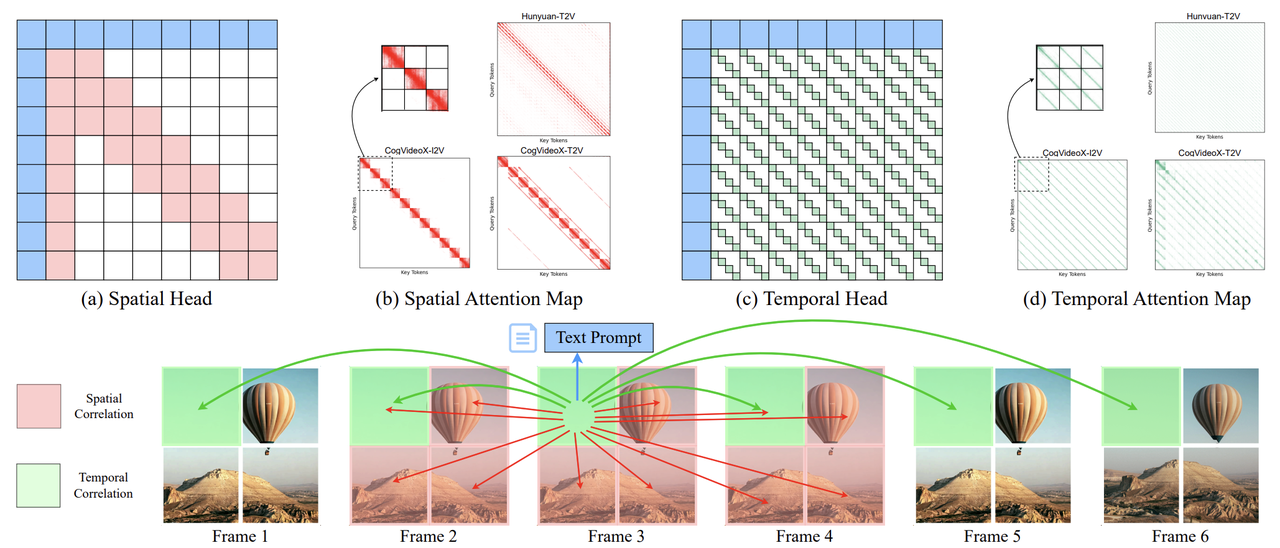 Hunyuan-T2V
Query Tokens
Key Tokens
CogVideoX-I2V
Query Tokens
Key Tokens
CogVideoX-T2V
Query Tokens
Key Tokens
Hunyuan-T2V
Query Tokens
Key Tokens
CogVideoX-I2V
Query Tokens
Key Tokens
CogVideoX-T2V
Query Tokens
Key Tokens
(a) Spatial Head
(b) Spatial Attention Map
(c) Temporal Head
(d) Temporal Attention Map
Text Prompt
Spatial
Correlation
Temporal
Correlation
Frame 1
Frame 2
Frame 3
Frame 4
Frame 5
Frame 6